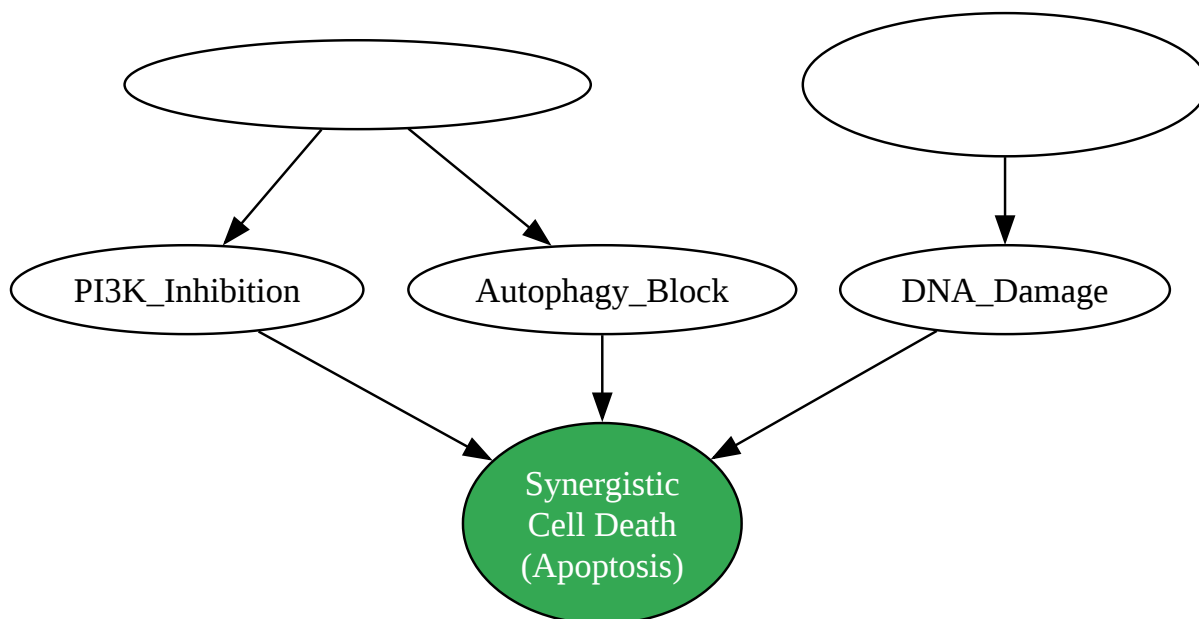 PI3K_Inhibition
Autophagy_Block
DNA_Damage
Synergistic
Cell Death
(Apoptosis)